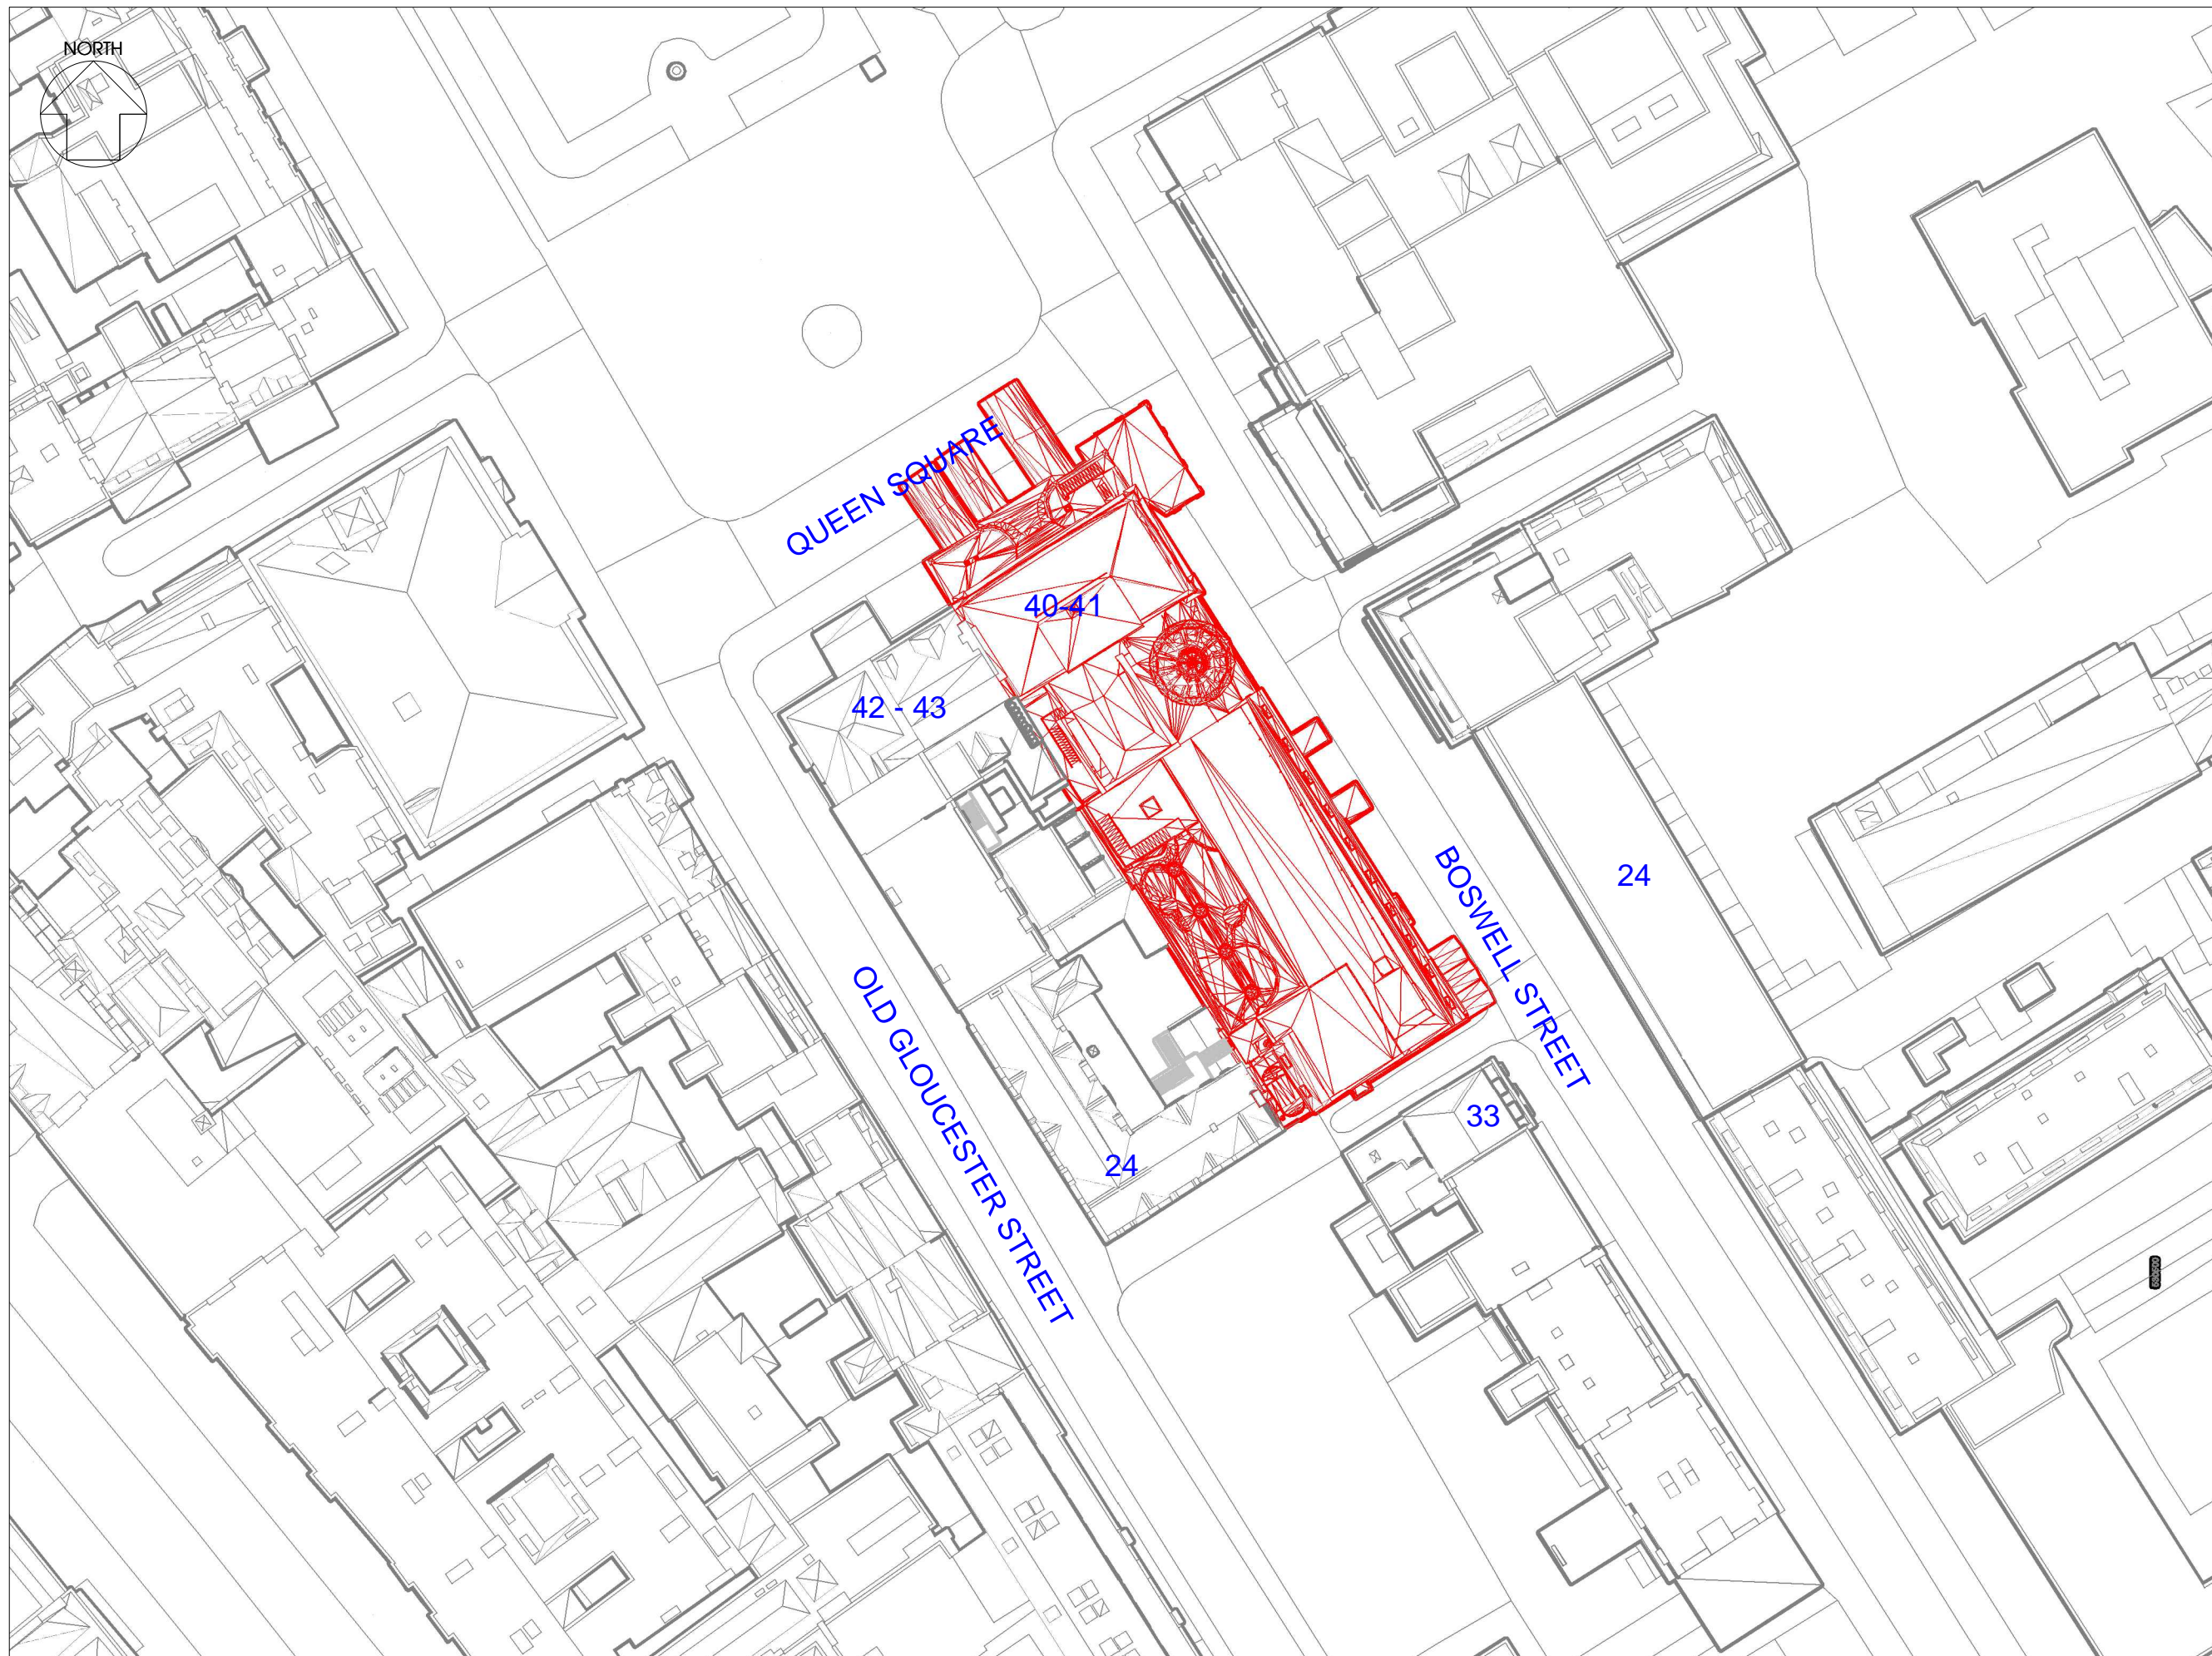 NORTH
QUEEN SQUARE
40-41
42 - 43
24
BOSWELL STREET
OLD GLOUCESTER STREET
33
24